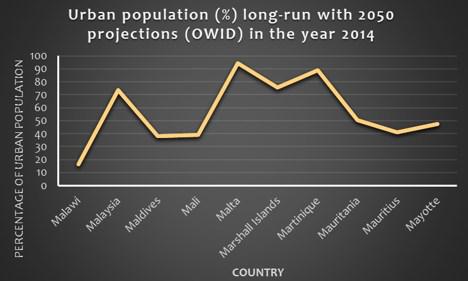 Urban population (%) long-run with 2050
projections (OWID) in the year 2014
PERCENTAGE OF URBAN POPULATION
100
90
80
70
60
50
40
30
20
10
0
Malawi
Malaysia
Maldives
Mali
Malta
Marshall Islands
Martinique
Mauritania
Mauritius
Mayotte
COUNTRY